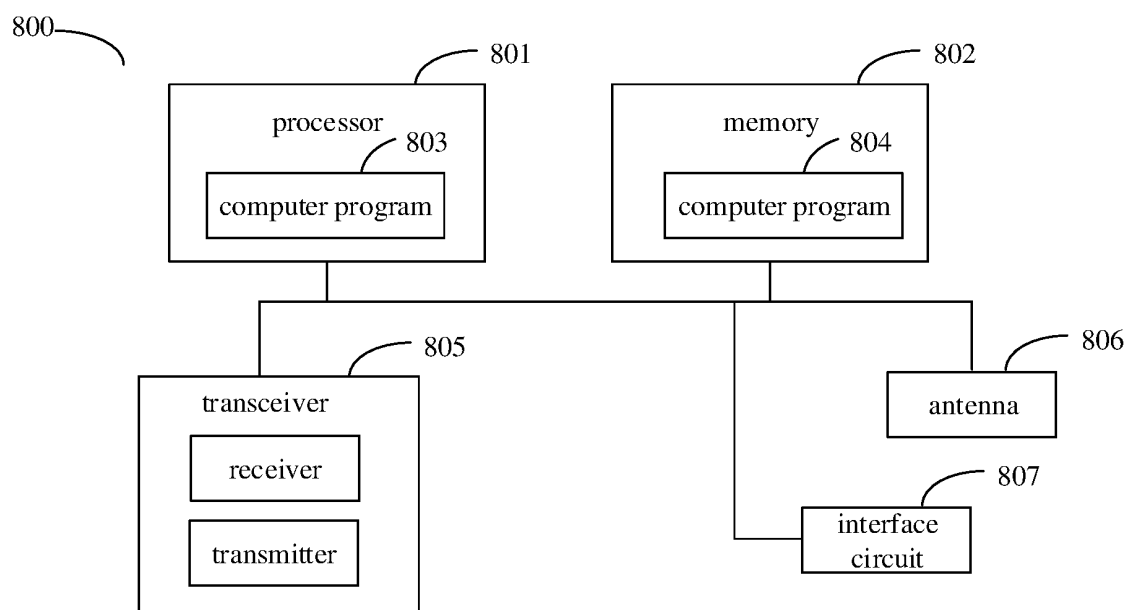 800
801
802
processor
memory
803
804
computer program
computer program
805
806
transceiver
antenna
receiver
807
interface
circuit
transmitter